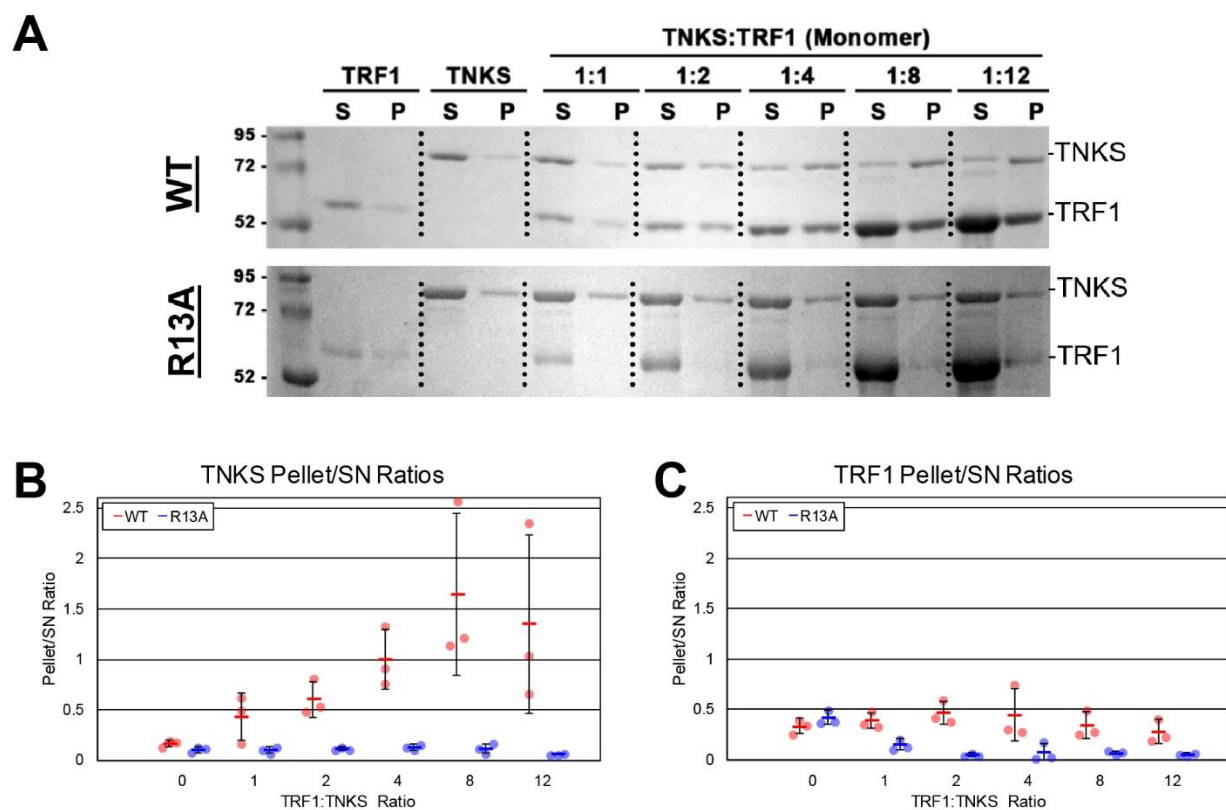 A
TNKS:TRF1 (Monomer)
TRF1 TNKS 1:1 1:2 1:4 1:8 1:12
S P S P S P S P S P S P S P
WT
95 -
72 -
52 -
-TNKS
-TRF1
R13A
95 -
72 -
52 -
-TNKS
-TRF1
B
TNKS Pellet/SN Ratios
WT R13A
Pellet/SN Ratio
2.5
2
1.5
1
0.5
0
0 1 2 4 8 12
TRF1:TNKS Ratio
C
TRF1 Pellet/SN Ratios
WT R13A
Pellet/SN Ratio
2.5
2
1.5
1
0.5
0
0 1 2 4 8 12
TRF1:TNKS Ratio